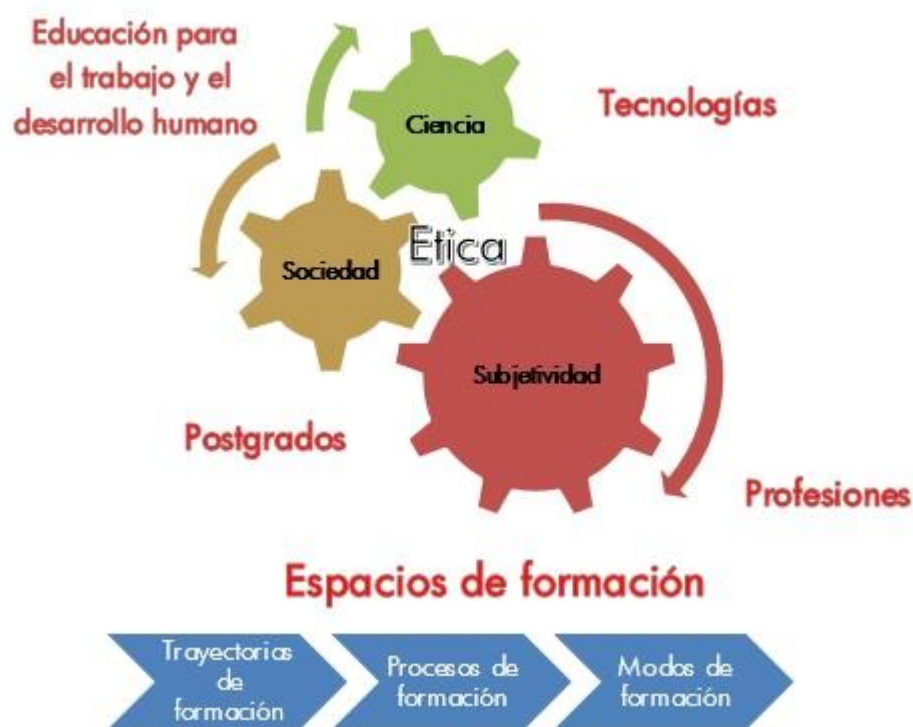 Educación para
el trabajo y el
desarrollo humano
Ciencia
Tecnologías
Etica
Sociedad
Subjetividad
Postgrados
Profesiones
Espacios de formación
Trayectorias
de
formación
Procesos de
formación
Modos de
formación